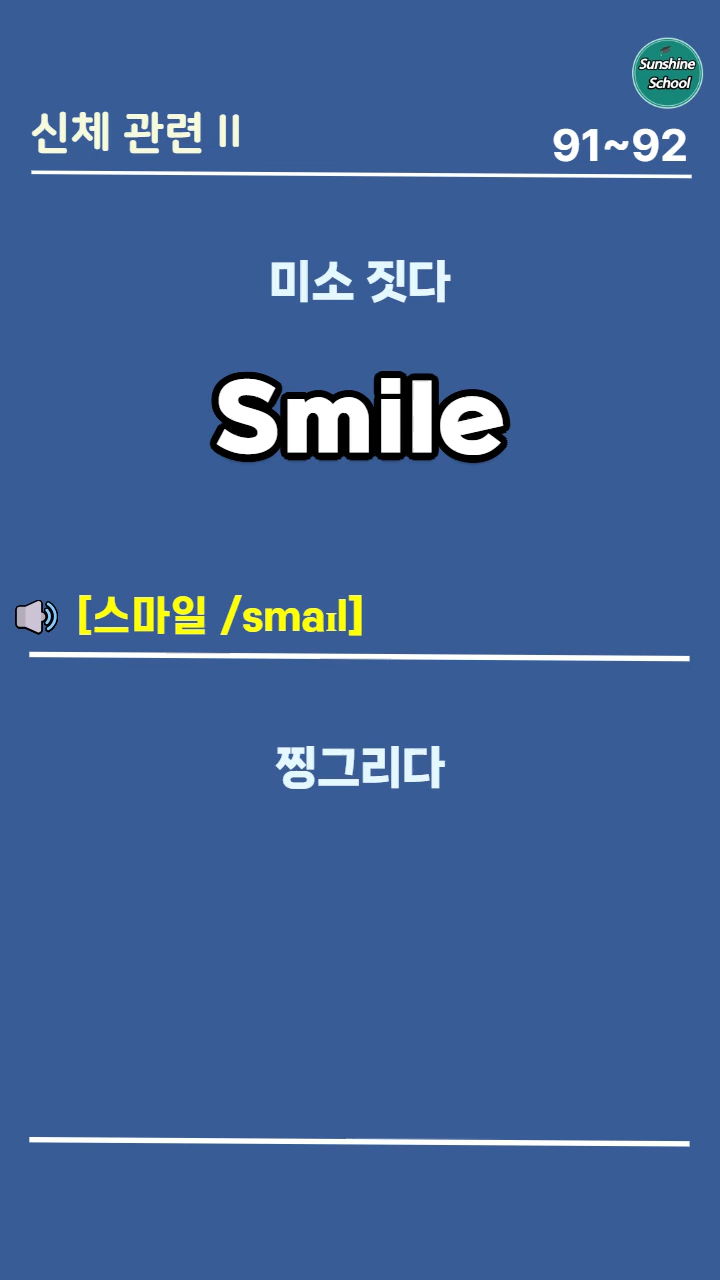 Sunshine
School
신체 관련 II
91~92
미소 짓다
Smile
[스마일 /smaɪl]
찡그리다